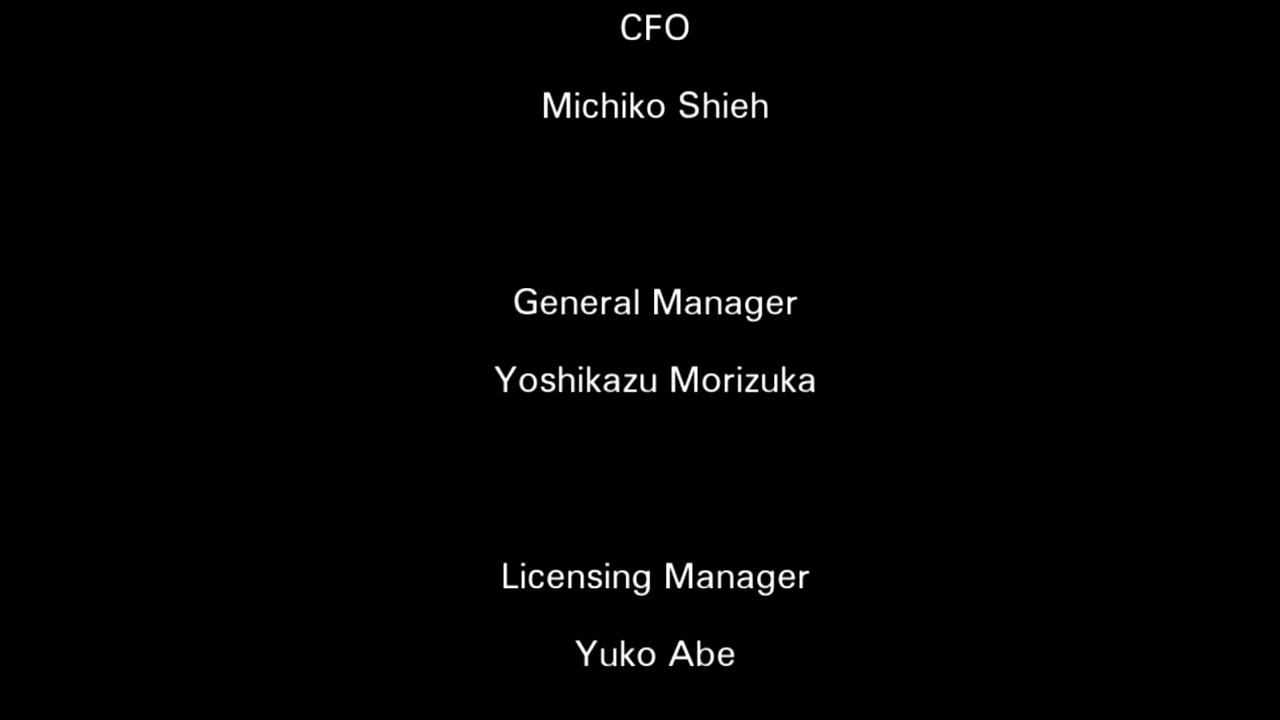 CFO
Michiko Shieh
General Manager
Yoshikazu Morizuka
Licensing Manager
Yuko Abe